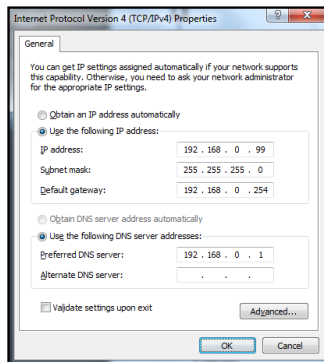 Internet Protocol Version 4 (TCP/IPv4) Properties
General
You can get IP settings assigned automatically if your network supports
this capability. Otherwise, you need to ask your network administrator
for the appropriate IP settings.
Obtain an IP address automatically
Use the following IP address:
IP address: 192 . 168 . 0 . 99
Subnet mask: 255 . 255 . 255 . 0
Default gateway: 192 . 168 . 0 . 254
Obtain DNS server address automatically
Use the following DNS server addresses:
Preferred DNS server: 192 . 168 . 0 . 1
Alternate DNS server: . . .
Validate settings upon exit
Advanced...
OK Cancel